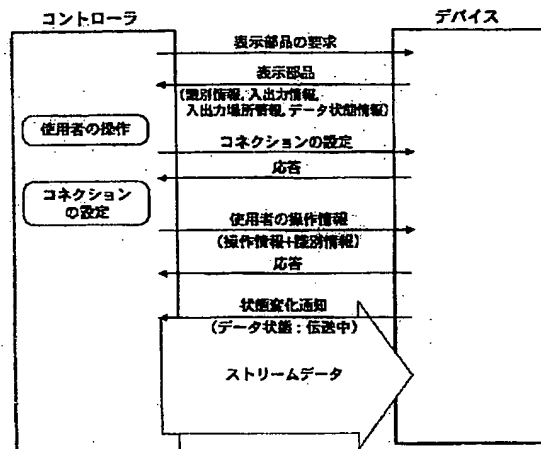 コントローラ
デバイス
表示部品の要求
表示部品
(識別情報,入出力情報,
入出力場所情報,データ状態情報)
使用者の操作
コネクションの設定
応答
コネクション
の設定
使用者の操作情報
(操作情報+識別情報)
応答
状態変化通知
(データ状態:伝送中)
ストリームデータ